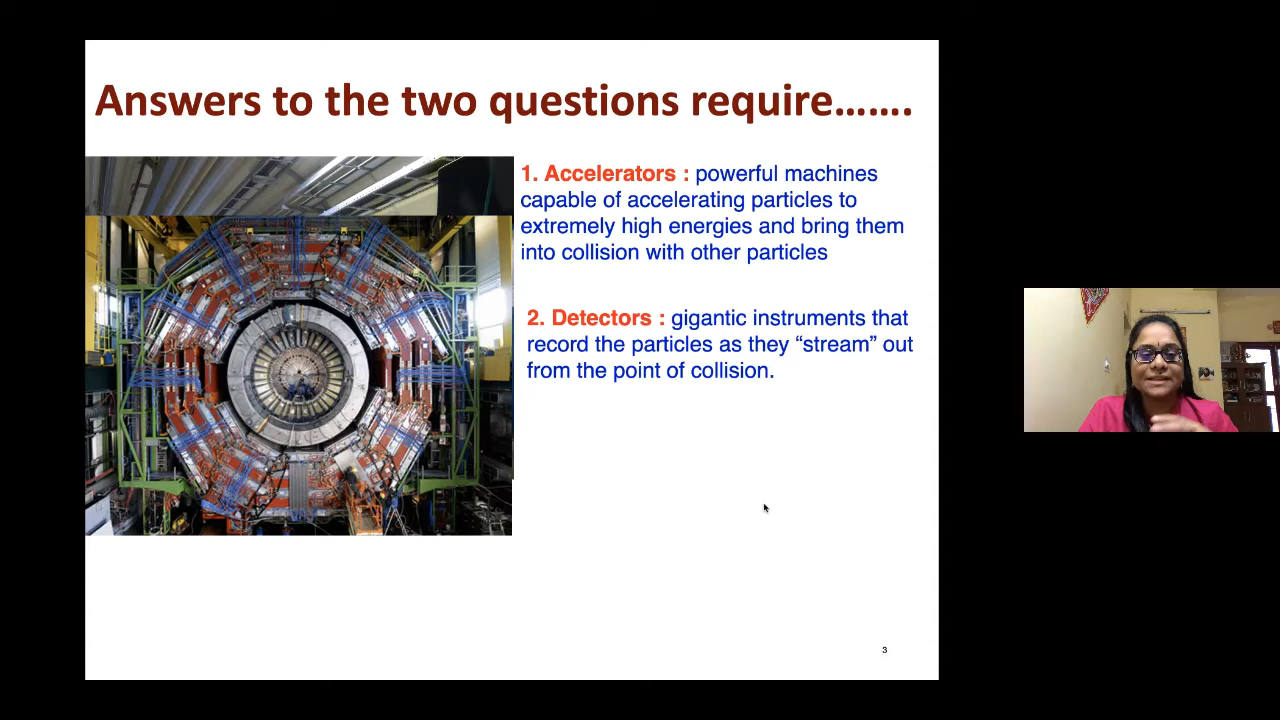 Answers to the two questions require.......
1. Accelerators : powerful machines
capable of accelerating particles to
extremely high energies and bring them
into collision with other particles
2. Detectors : gigantic instruments that
record the particles as they “stream” out
from the point of collision.
3